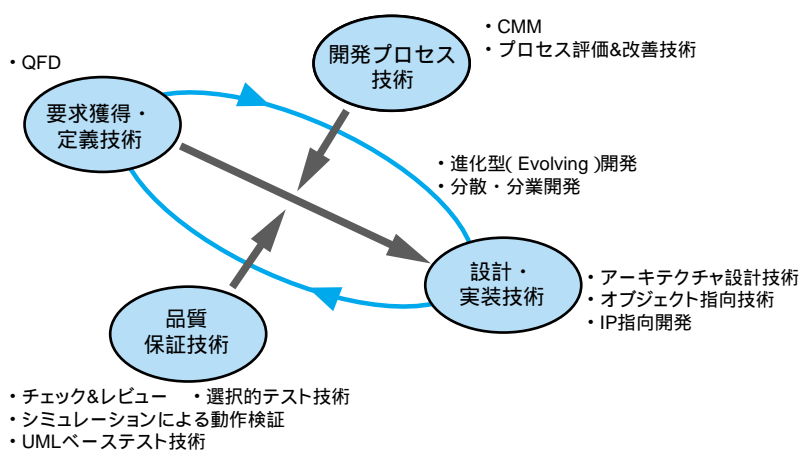 ・CMM
・プロセス評価&改善技術
開発プロセス
技術
・QFD
要求獲得・
定義技術
・進化型( Evolving )開発
・分散・分業開発
設計・
実装技術
・アーキテクチャ設計技術
・オブジェクト指向技術
・IP指向開発
品質
保証技術
・チェック&レビュー ・選択的テスト技術
・シミュレーションによる動作検証
・UMLベーステスト技術